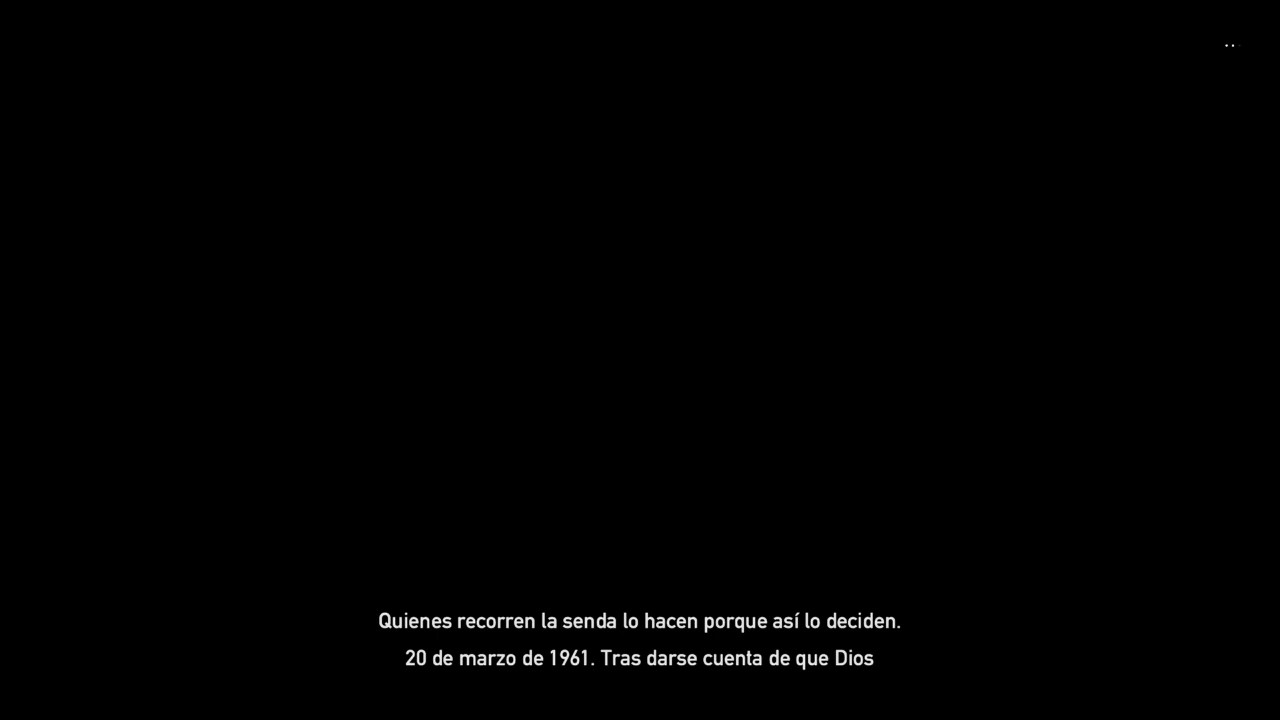 Quienes recorren la senda lo hacen porque así lo deciden.
20 de marzo de 1961. Tras darse cuenta de que Dios